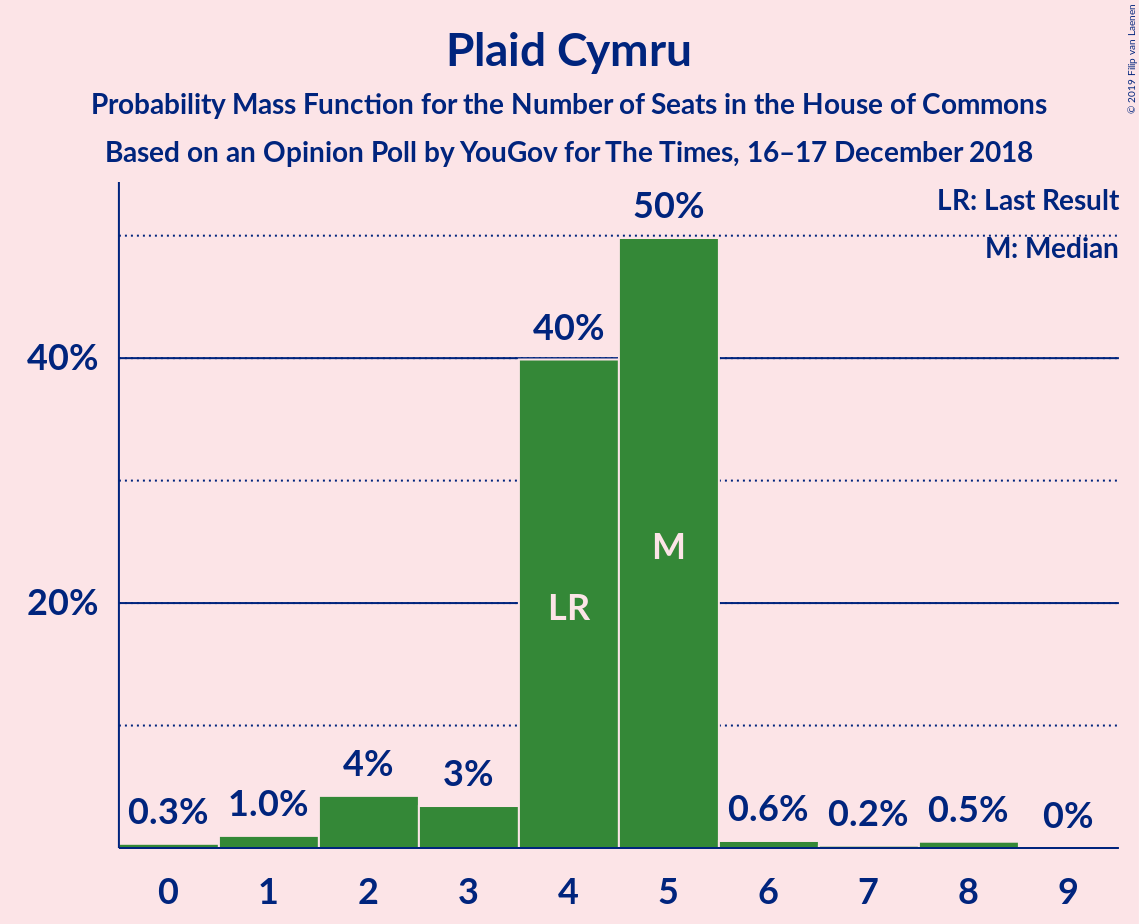 Plaid Cymru
Probability Mass Function for the Number of Seats in the House of Commons
Based on an Opinion Poll by YouGov for The Times, 16–17 December 2018
© 2019 Filip van Laenen
LR: Last Result
M: Median
50%
40%
40%
20%
M
LR
0.3%
1.0%
4%
3%
0.6%
0.2%
0.5%
0%
0 1 2 3 4 5 6 7 8 9